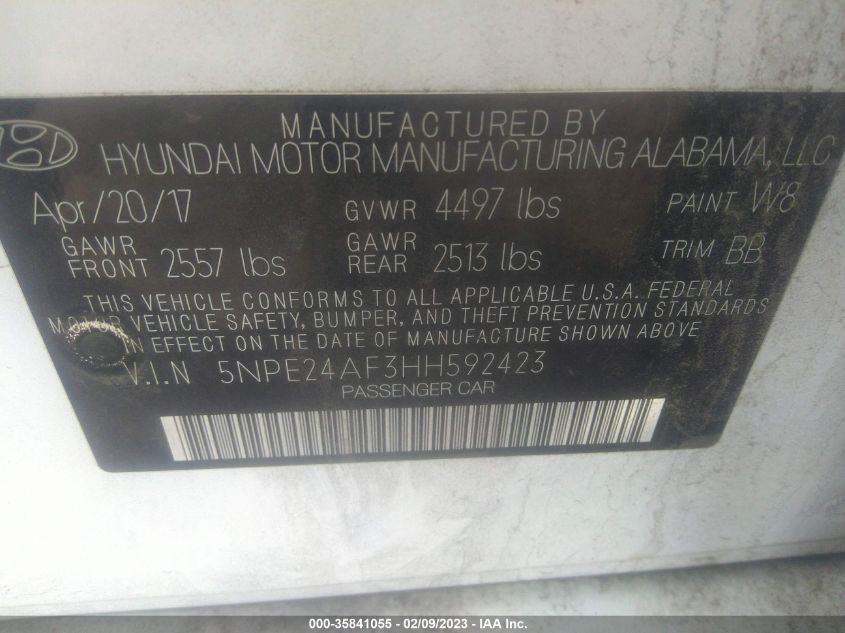 MANUFACTURED BY
HYUNDAI MOTOR MANUFACTURING ALABAMA, LLC
Apr/20/17 GVWR 4497 lbs PAINT W8
GAWR FRONT 2557 lbs GAWR REAR 2513 lbs TRIM BB
THIS VEHICLE CONFORMS TO ALL APPLICABLE U.S.A. FEDERAL
MOTOR VEHICLE SAFETY, BUMPER, AND THEFT PREVENTION STANDARDS
IN EFFECT ON THE DATE OF MANUFACTURE SHOWN ABOVE
V.I.N 5NPE24AF3HH592423
PASSENGER CAR
000-35841055 - 02/09/2023 - IAA Inc.